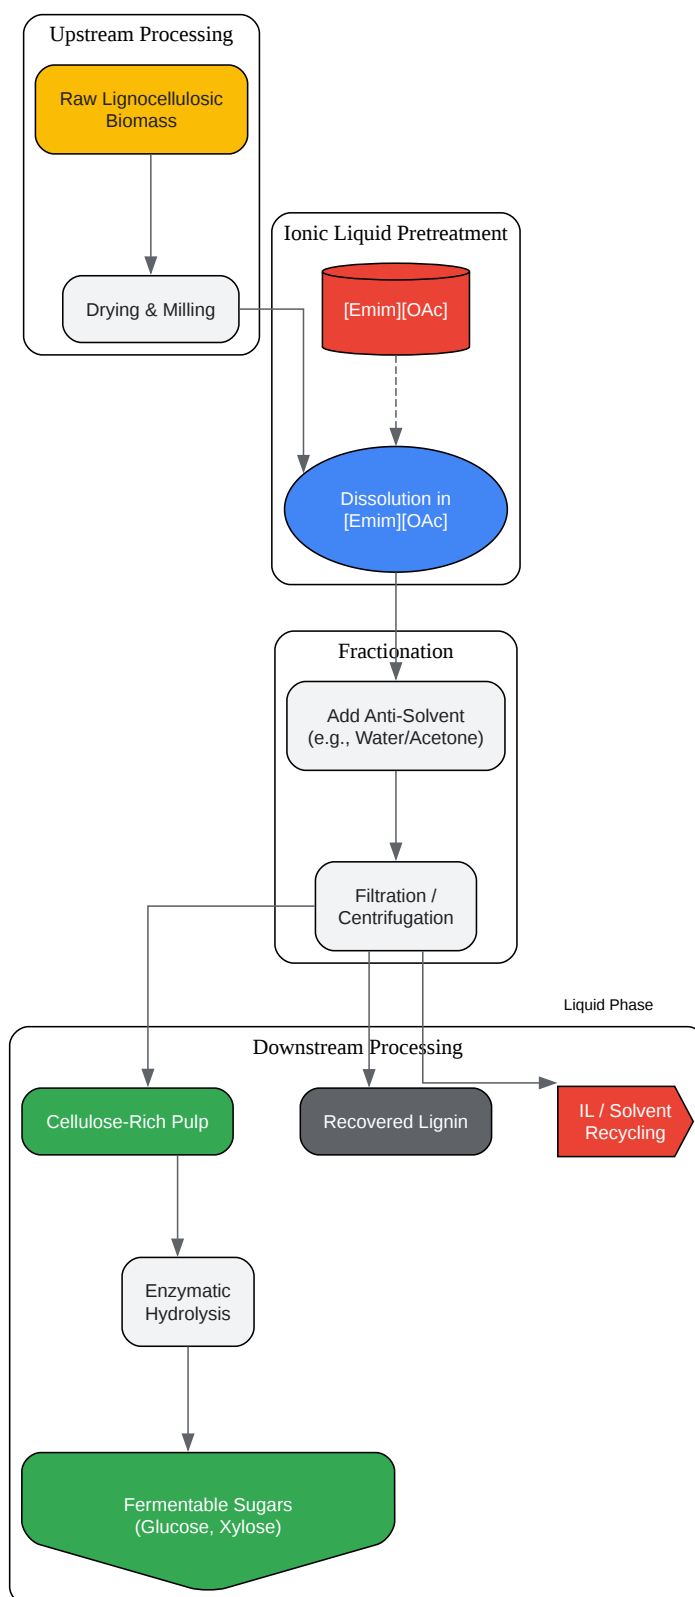 Upstream Processing
Raw Lignocellulosic
Biomass
Drying & Milling
Ionic Liquid Pretreatment
[Emim][OAc]
Dissolution in
[Emim][OAc]
Fractionation
Add Anti-Solvent
(e.g., Water/Acetone)
Filtration /
Centrifugation
Liquid Phase
Downstream Processing
Cellulose-Rich Pulp
Recovered Lignin
IL / Solvent
Recycling
Enzymatic
Hydrolysis
Fermentable Sugars
(Glucose, Xylose)